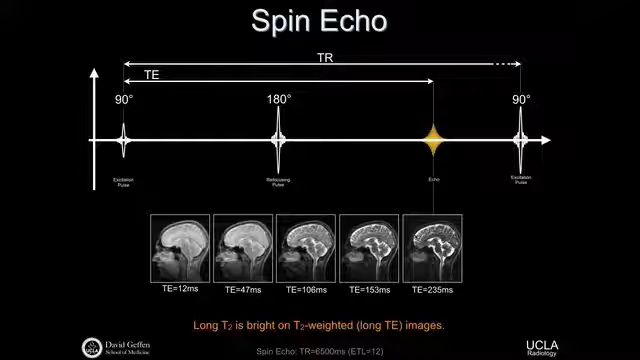 Spin Echo
TR
TE
90°
180°
90°
Excitation
Pulse
Refocusing
Pulse
Echo
Excitation
Pulse
TE=12ms
TE=47ms
TE=106ms
TE=153ms
TE=235ms
Long T₂ is bright on T₂-weighted (long TE) images.
UCLA
David Geffen
School of Medicine
Spin Echo: TR=6500ms (ETL=12)
UCLA
Radiology